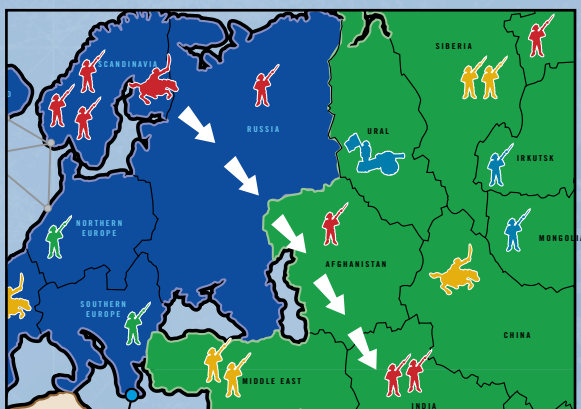 SCANDINAVIA
SIBERIA
RUSSIA
URAL
IRKUTSK
NORTHERN
EUROPE
MONGOLIA
AFGHANISTAN
SOUTHERN
EUROPE
CHINA
MIDDLE EAST
INDIA